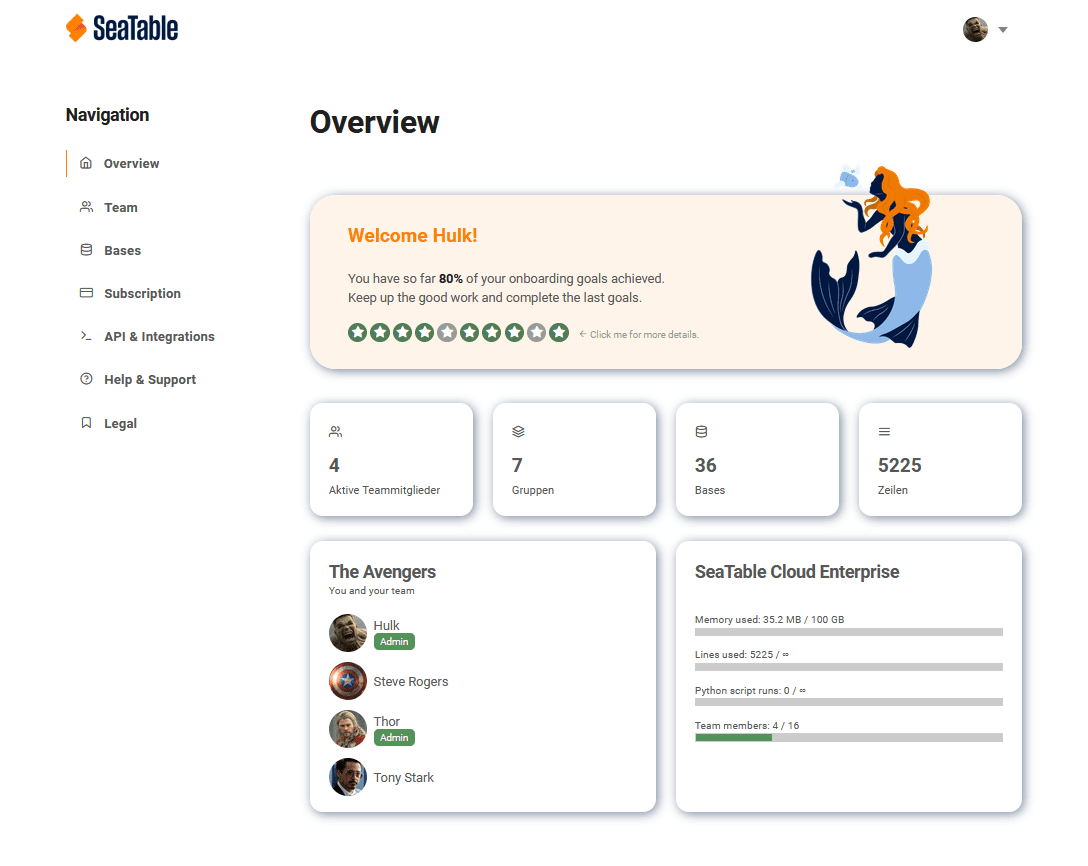 SeaTable
Navigation
Overview
Team
Bases
Subscription
API & Integrations
Help & Support
Legal
Overview
Welcome Hulk!
You have so far 80% of your onboarding goals achieved.
Keep up the good work and complete the last goals.
← Click me for more details.
4
Aktive Teammitglieder
7
Gruppen
36
Bases
5225
Zeilen
The Avengers
You and your team
Hulk
Admin
Steve Rogers
Thor
Admin
Tony Stark
SeaTable Cloud Enterprise
Memory used: 35.2 MB / 100 GB
Lines used: 5225 / ∞
Python script runs: 0 / ∞
Team members: 4 / 16